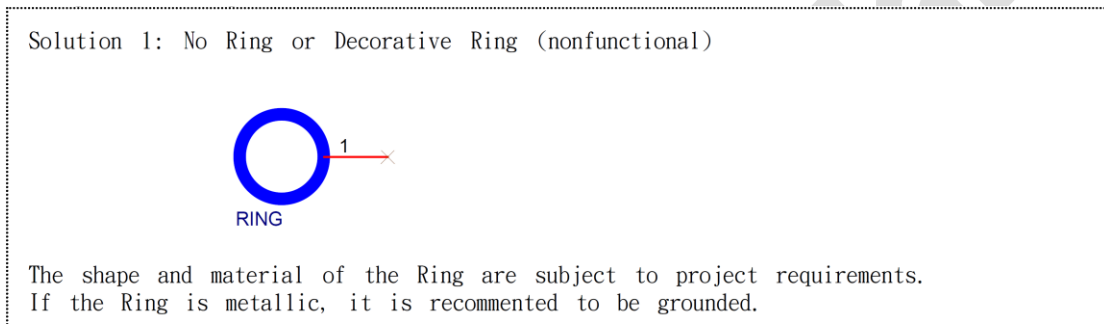 Solution 1: No Ring or Decorative Ring (nonfunctional)
1
RING
The shape and material of the Ring are subject to project requirements.
If the Ring is metallic, it is recommented to be grounded.